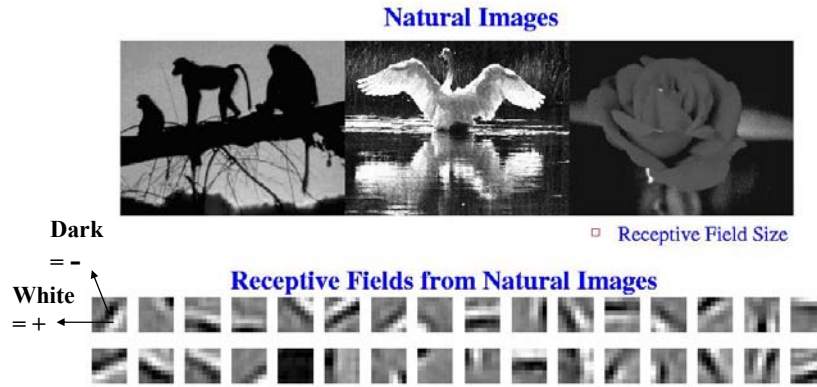 Natural Images
Receptive Field Size
Dark
= -
Receptive Fields from Natural Images
White
= +